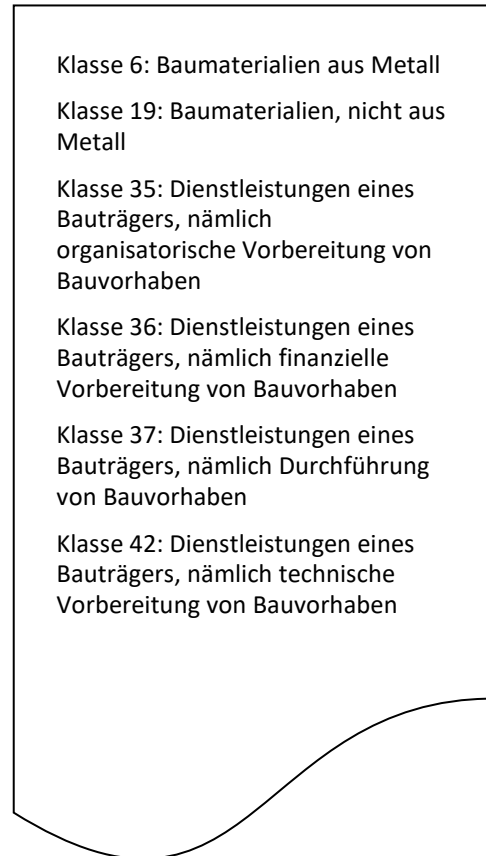 Klasse 6: Baumaterialien aus Metall
Klasse 19: Baumaterialien, nicht aus
Metall
Klasse 35: Dienstleistungen eines
Bauträgers, nämlich
organisatorische Vorbereitung von
Bauvorhaben
Klasse 36: Dienstleistungen eines
Bauträgers, nämlich finanzielle
Vorbereitung von Bauvorhaben
Klasse 37: Dienstleistungen eines
Bauträgers, nämlich Durchführung
von Bauvorhaben
Klasse 42: Dienstleistungen eines
Bauträgers, nämlich technische
Vorbereitung von Bauvorhaben